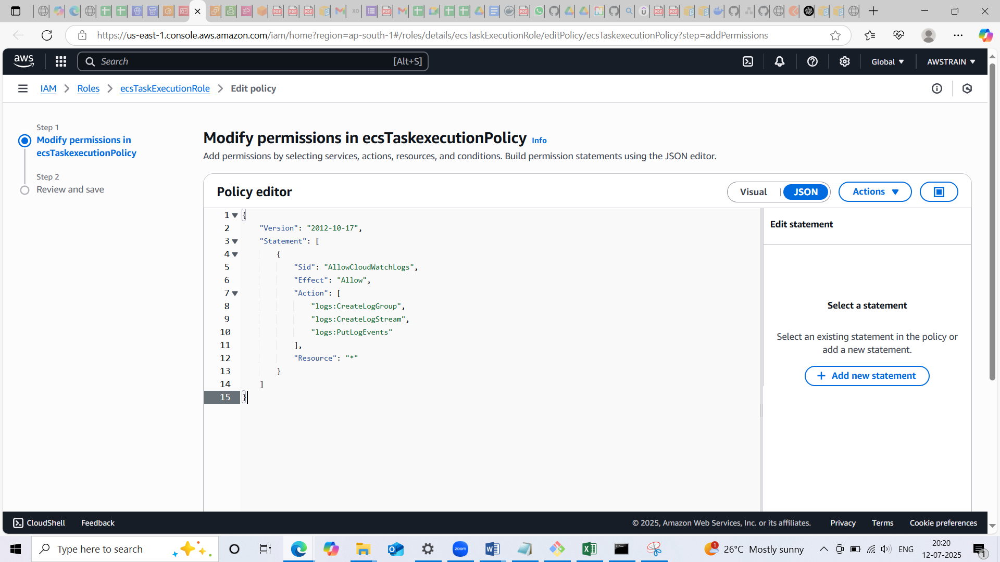 https://us-east-1.console.aws.amazon.com/iam/home?region=ap-south-1#/roles/details/ecsTaskExecutionRole/editPolicy/ecsTaskexecutionPolicy?step=addPermissions
aws
Search
[Alt+S]
Global
AWSTRAIN
IAM
Roles
ecsTaskExecutionRole
Edit policy
Step 1
Modify permissions in
ecsTaskexecutionPolicy
Step 2
Review and save
Modify permissions in ecsTaskexecutionPolicy Info
Add permissions by selecting services, actions, resources, and conditions. Build permission statements using the JSON editor.
Policy editor
Visual
JSON
Actions
1 {
2 "Version": "2012-10-17",
3 "Statement": [
4 {
5 "Sid": "AllowCloudWatchLogs",
6 "Effect": "Allow",
7 "Action": [
8 "logs:CreateLogGroup",
9 "logs:CreateLogStream",
10 "logs:PutLogEvents"
11 ],
12 "Resource": "*"
13 }
14 ]
15 }
Edit statement
Select a statement
Select an existing statement in the policy or
add a new statement.
+ Add new statement
CloudShell
Feedback
© 2025, Amazon Web Services, Inc. or its affiliates.
Privacy
Terms
Cookie preferences
Type here to search
zoom
1
26°C Mostly sunny
ENG
20:20
12-07-2025
1